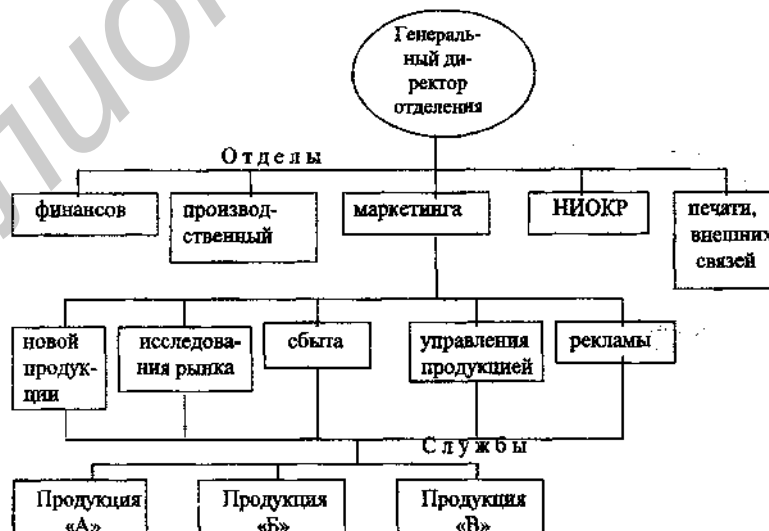 Генераль-
ный ди-
ректор
отделения
Отделы
финансов
производ-
ственный
маркетинга
НИОКР
печати,
внешних
связей
новой
продук-
ции
исследова-
ния рынка
сбыта
управления
продукцией
рекламы
Службы
Продукция
«А»
Продукция
«Б»
Продукция
«В»